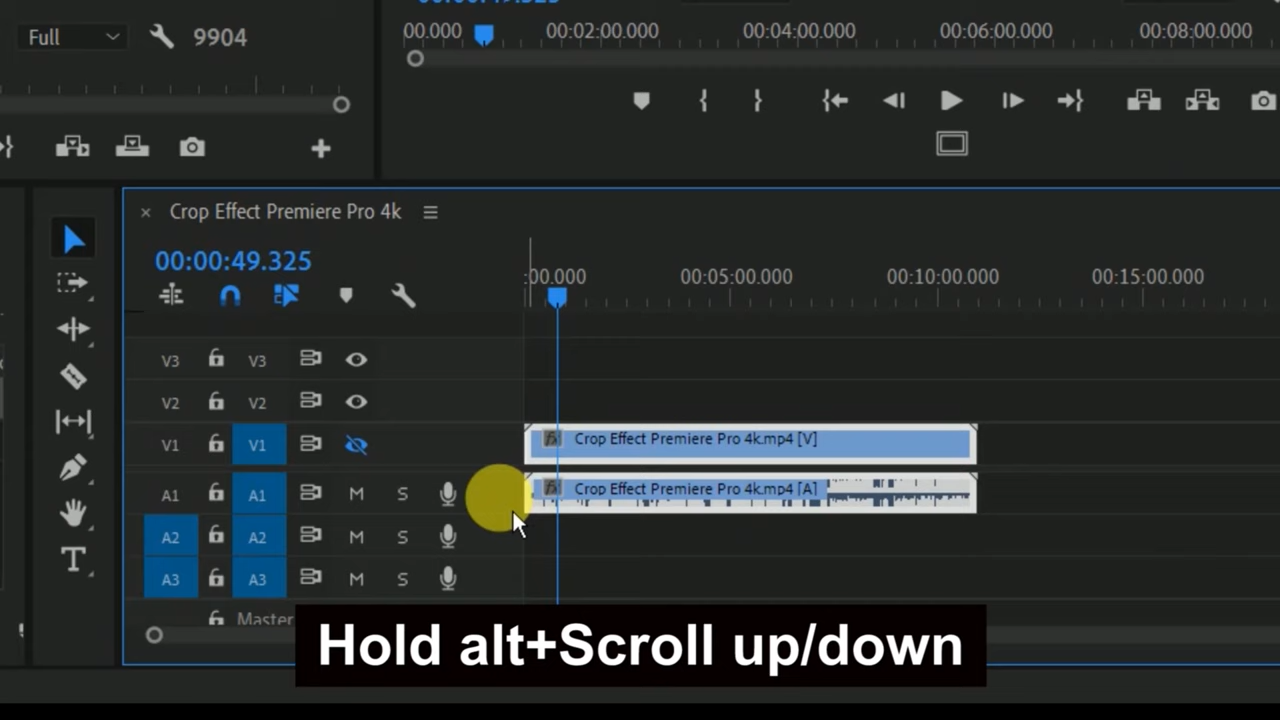 Full
9904
00.000
00:02:00.000
00:04:00.000
00:06:00.000
00:08:00.000
Crop Effect Premiere Pro 4k
00:00:49.325
:00.000
00:05:00.000
00:10:00.000
00:15:00.000
V3 V3
V2 V2
V1 V1
fx Crop Effect Premiere Pro 4k.mp4 [V]
A1 A1 M S
fx Crop Effect Premiere Pro 4k.mp4 [A]
A2 A2 M S
A3 A3 M S
Master
Hold alt+Scroll up/down